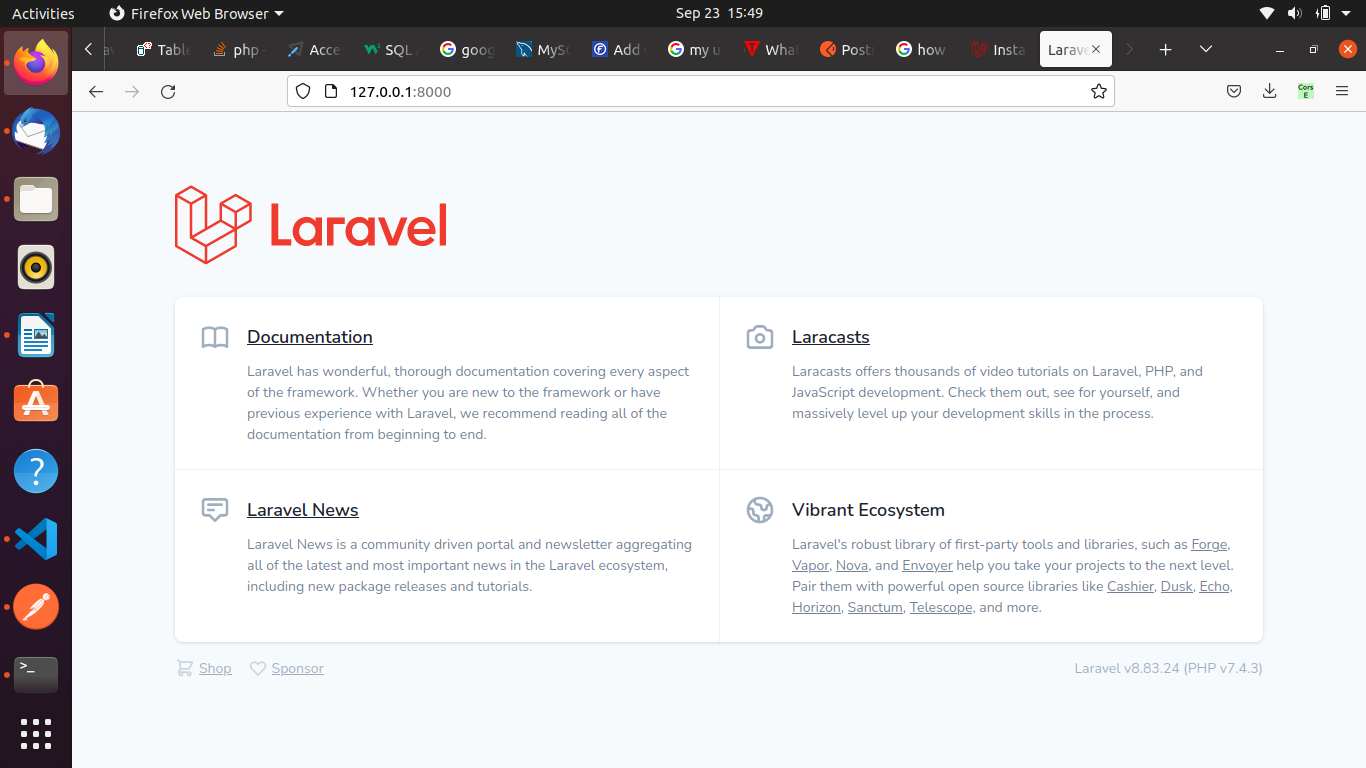 Activities Firefox Web Browser Sep 23 15:49
Table php Acce SQL goog MySQ Add my u What Postr how Insta Larave
127.0.0.1:8000
Cors E
Laravel
Documentation
Laravel has wonderful, thorough documentation covering every aspect
of the framework. Whether you are new to the framework or have
previous experience with Laravel, we recommend reading all of the
documentation from beginning to end.
Laracasts
Laracasts offers thousands of video tutorials on Laravel, PHP, and
JavaScript development. Check them out, see for yourself, and
massively level up your development skills in the process.
Laravel News
Laravel News is a community driven portal and newsletter aggregating
all of the latest and most important news in the Laravel ecosystem,
including new package releases and tutorials.
Vibrant Ecosystem
Laravel's robust library of first-party tools and libraries, such as Forge,
Vapor, Nova, and Envoyer help you take your projects to the next level.
Pair them with powerful open source libraries like Cashier, Dusk, Echo,
Horizon, Sanctum, Telescope, and more.
Shop Sponsor Laravel v8.83.24 (PHP v7.4.3)